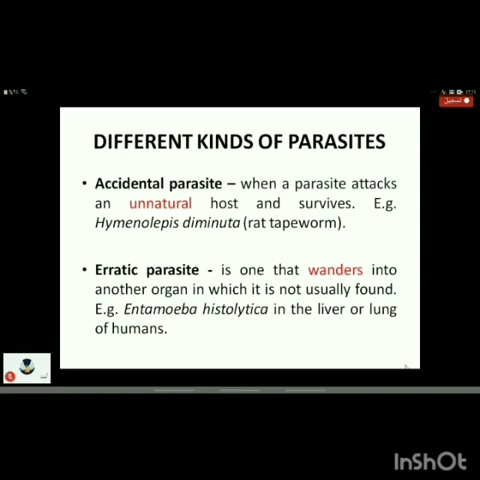 تسجيل
DIFFERENT KINDS OF PARASITES
• Accidental parasite – when a parasite attacks
an unnatural host and survives. E.g.
Hymenolepis diminuta (rat tapeworm).
• Erratic parasite - is one that wanders into
another organ in which it is not usually found.
E.g. Entamoeba histolytica in the liver or lung
of humans.
InShOt